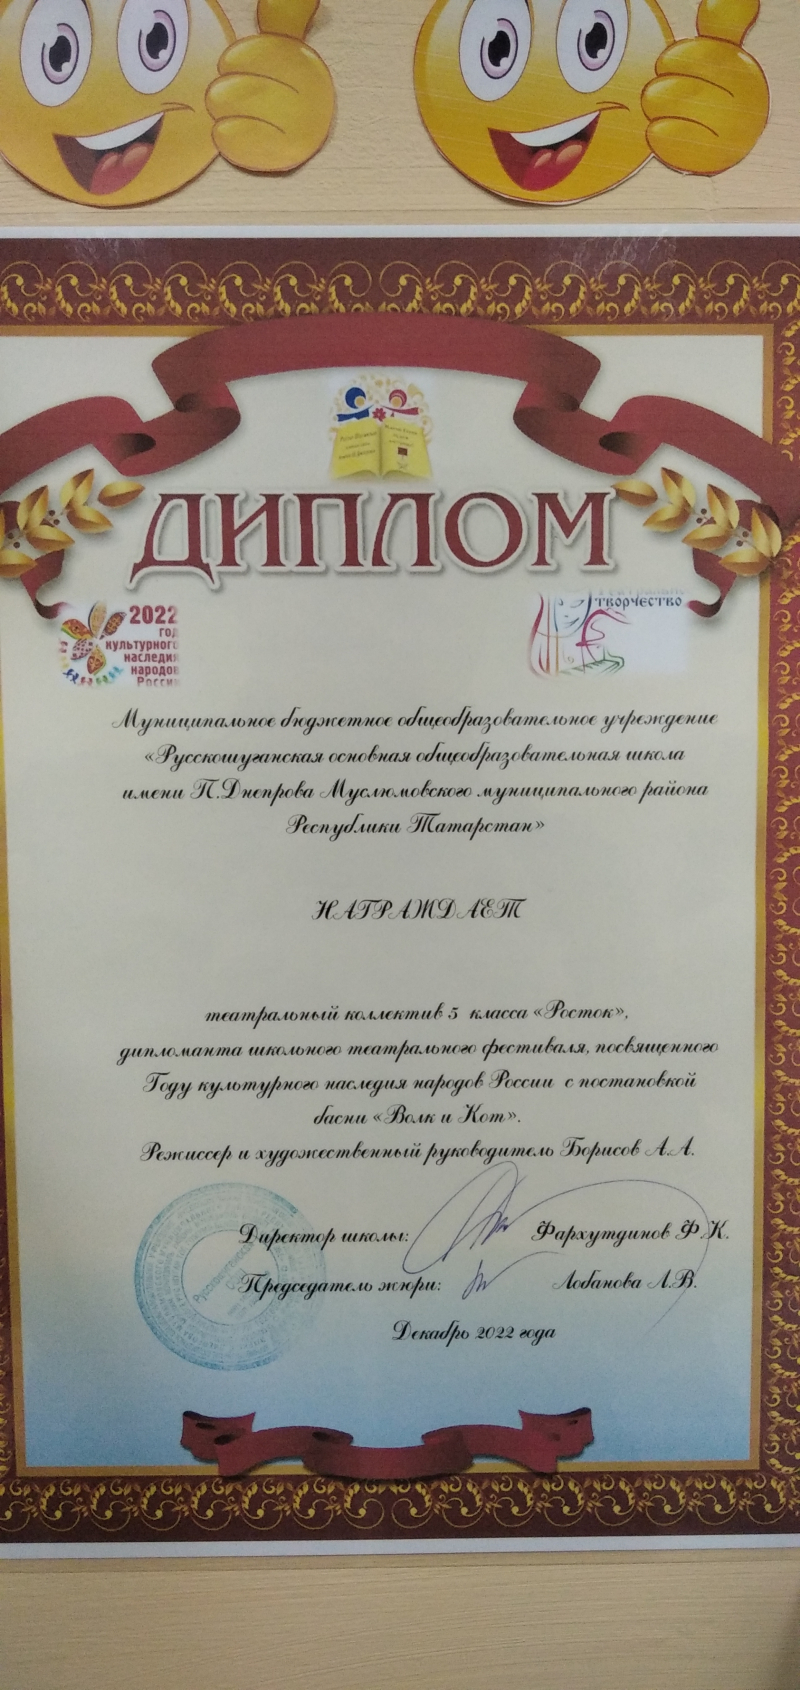 ДИПЛОМ
2022
год
культурного
наследия
народов
России
творчество
Муниципальное бюджетное общеобразовательное учреждение
«Русскошуганская основная общеобразовательная школа
имени П.Днепрова Муслюмовского муниципального района
Республики Татарстан»
НАГРАЖДАЕТ
театральный коллектив 5 класса «Росток»,
дипломанта школьного театрального фестиваля, посвященного
Году культурного наследия народов России с постановкой
басни «Волк и Кот».
Режиссер и художественный руководитель Борисов А.А.
Директор школы: Фархутдинов Ф.К.
Председатель жюри: Лобанова Л.В.
Декабрь 2022 года